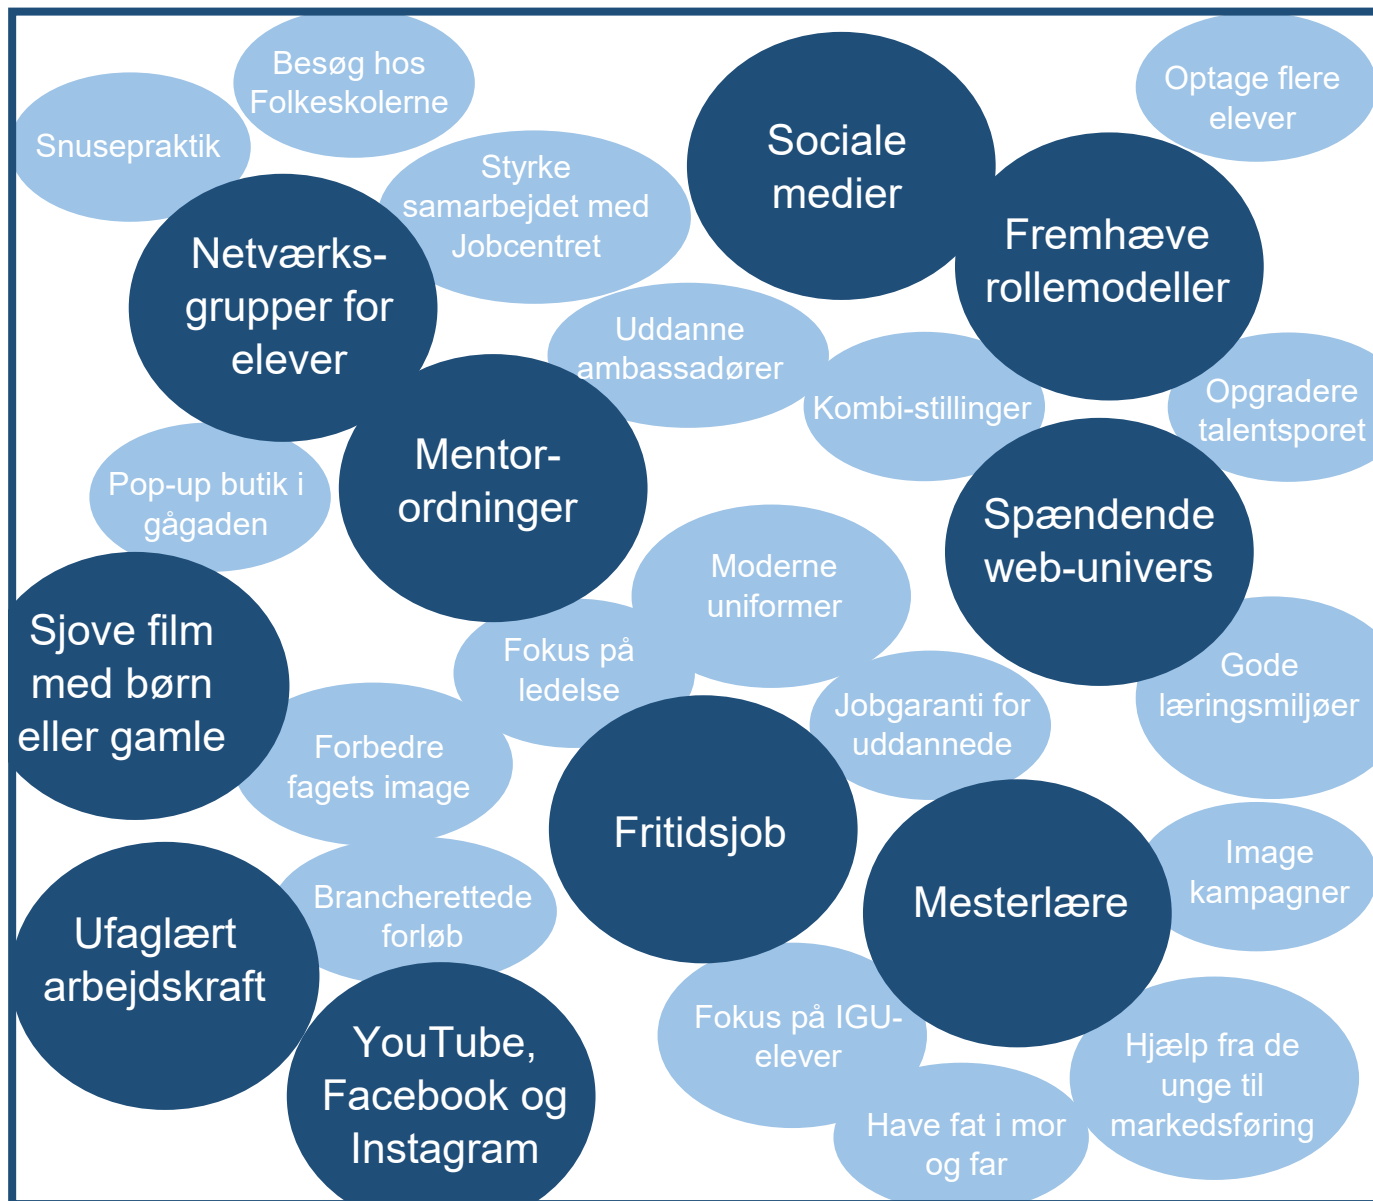 Besøg hos
Folkeskolerne
Snusepraktik
Styrke
samarbejdet med
Jobcentret
Sociale
medier
Optage flere
elever
Netværks-
grupper for
elever
Fremhæve
rollemodeller
Uddanne
ambassadører
Kombi-stillinger
Opgradere
talentsporet
Mentor-
ordninger
Pop-up butik i
gågaden
Spændende
web-univers
Moderne
uniformer
Sjove film
med børn
eller gamle
Fokus på
ledelse
Gode
læringsmiljøer
Jobgaranti for
uddannede
Forbedre
fagets image
Fritidsjob
Image
kampagner
Mesterlære
Brancherettede
forløb
Ufaglært
arbejdskraft
Fokus på IGU-
elever
YouTube,
Facebook og
Instagram
Hjælp fra de
unge til
markedsføring
Have fat i mor
og far